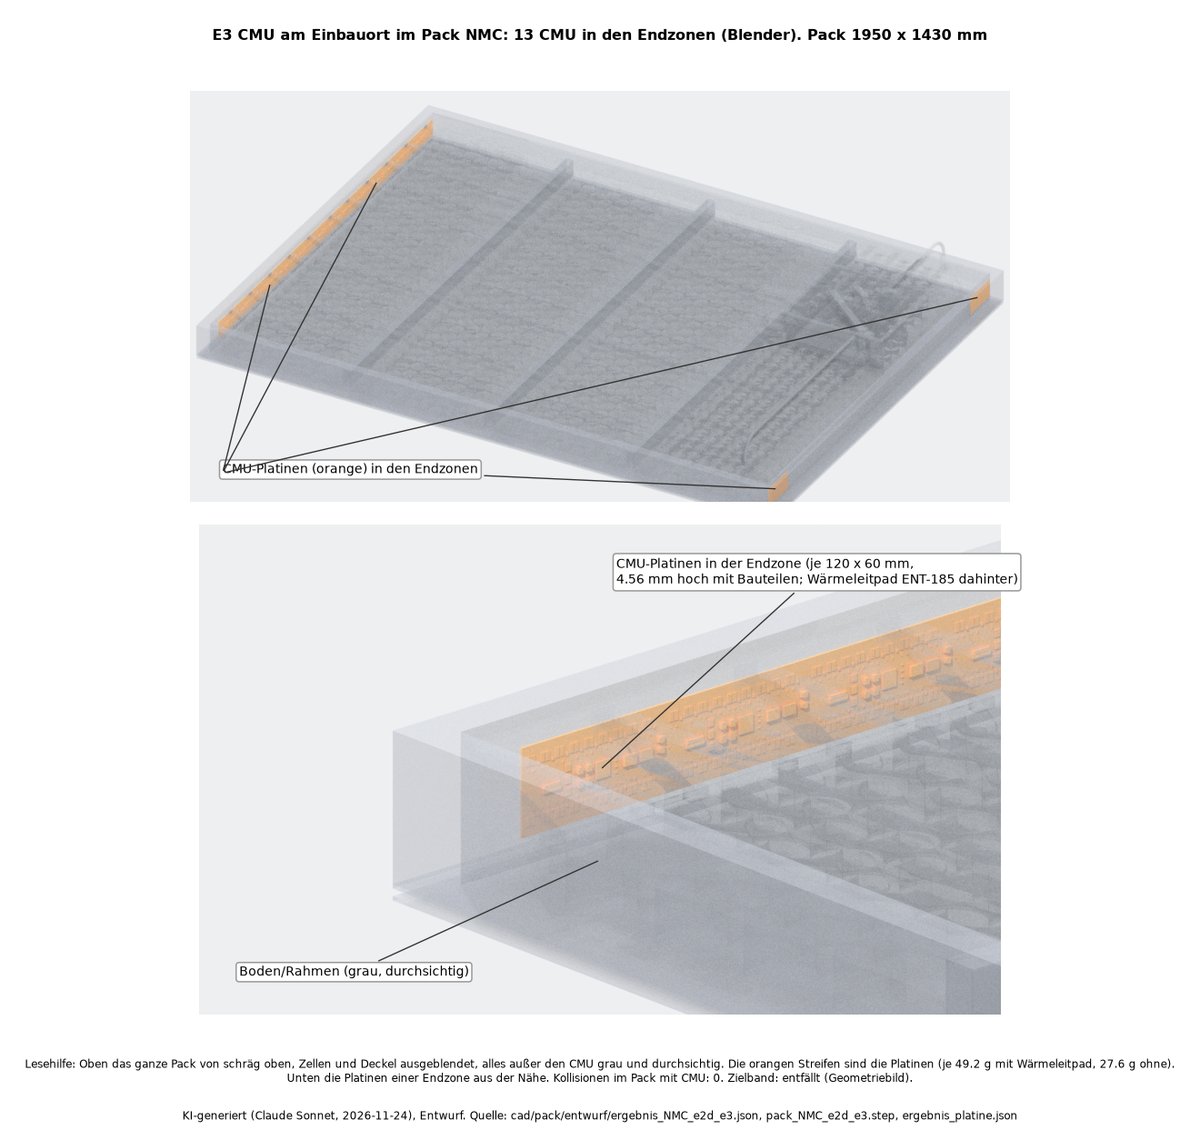 E3 CMU am Einbauort im Pack NMC: 13 CMU in den Endzonen (Blender). Pack 1950 x 1430 mm
CMU-Platinen (orange) in den Endzonen
CMU-Platinen in der Endzone (je 120 x 60 mm,
4.56 mm hoch mit Bauteilen; Wärmeleitpad ENT-185 dahinter)
Boden/Rahmen (grau, durchsichtig)
Lesehilfe: Oben das ganze Pack von schräg oben, Zellen und Deckel ausgeblendet, alles außer den CMU grau und durchsichtig. Die orangen Streifen sind die Platinen (je 49.2 g mit Wärmeleitpad, 27.6 g ohne).
Unten die Platinen einer Endzone aus der Nähe. Kollisionen im Pack mit CMU: 0. Zielband: entfällt (Geometriebild).
KI-generiert (Claude Sonnet, 2026-11-24), Entwurf. Quelle: cad/pack/entwurf/ergebnis_NMC_e2d_e3.json, pack_NMC_e2d_e3.step, ergebnis_platine.json